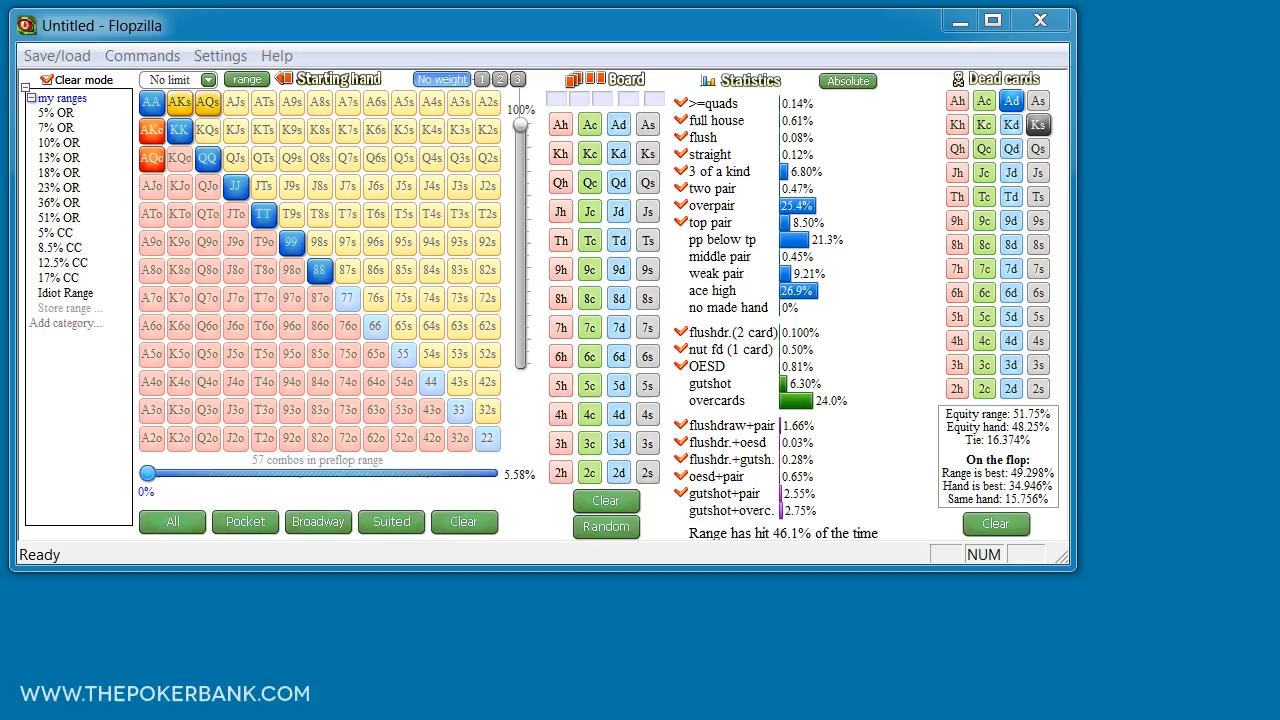 Untitled - Flopzilla
Save/load Commands Settings Help
Clear mode No limit range Starting hand No weight 1 2 3 Board Statistics Absolute Dead cards
my ranges
5% OR
7% OR
10% OR
13% OR
18% OR
23% OR
36% OR
51% OR
5% CC
8.5% CC
12.5% CC
17% CC
Idiot Range
Store range ...
Add category...
AA AKs AQs AJs ATs A9s A8s A7s A6s A5s A4s A3s A2s
AKo KK KQs KJs KTs K9s K8s K7s K6s K5s K4s K3s K2s
AQo KQo QQ QJs QTs Q9s Q8s Q7s Q6s Q5s Q4s Q3s Q2s
AJo KJo QJo JJ JTs J9s J8s J7s J6s J5s J4s J3s J2s
ATo KTo QTo JTo TT T9s T8s T7s T6s T5s T4s T3s T2s
A9o K9o Q9o J9o T9o 99 98s 97s 96s 95s 94s 93s 92s
A8o K8o Q8o J8o T8o 98o 88 87s 86s 85s 84s 83s 82s
A7o K7o Q7o J7o T7o 97o 87o 77 76s 75s 74s 73s 72s
A6o K6o Q6o J6o T6o 96o 86o 76o 66 65s 64s 63s 62s
A5o K5o Q5o J5o T5o 95o 85o 75o 65o 55 54s 53s 52s
A4o K4o Q4o J4o T4o 94o 84o 74o 64o 54o 44 43s 42s
A3o K3o Q3o J3o T3o 93o 83o 73o 63o 53o 43o 33 32s
A2o K2o Q2o J2o T2o 92o 82o 72o 62o 52o 42o 32o 22
57 combos in preflop range
5.58%
0%
All Pocket Broadway Suited Clear
100%
Ah Ac Ad As
Kh Kc Kd Ks
Qh Qc Qd Qs
Jh Jc Jd Js
Th Tc Td Ts
9h 9c 9d 9s
8h 8c 8d 8s
7h 7c 7d 7s
6h 6c 6d 6s
5h 5c 5d 5s
4h 4c 4d 4s
3h 3c 3d 3s
2h 2c 2d 2s
Clear
Random
>=quads 0.14%
full house 0.61%
flush 0.08%
straight 0.12%
3 of a kind 6.80%
two pair 0.47%
overpair 25.4%
top pair 8.50%
pp below tp 21.3%
middle pair 0.45%
weak pair 9.21%
ace high 26.9%
no made hand 0%
flushdr.(2 card) 0.100%
nut fd (1 card) 0.50%
OESD 0.81%
gutshot 6.30%
overcards 24.0%
flushdraw+pair 1.66%
flushdr.+oesd 0.03%
flushdr.+gutsh. 0.28%
oesd+pair 0.65%
gutshot+pair 2.55%
gutshot+overc. 2.75%
Range has hit 46.1% of the time
Ah Ac Ad As
Kh Kc Kd Ks
Qh Qc Qd Qs
Jh Jc Jd Js
Th Tc Td Ts
9h 9c 9d 9s
8h 8c 8d 8s
7h 7c 7d 7s
6h 6c 6d 6s
5h 5c 5d 5s
4h 4c 4d 4s
3h 3c 3d 3s
2h 2c 2d 2s
Equity range: 51.75%
Equity hand: 48.25%
Tie: 16.374%
On the flop:
Range is best: 49.298%
Hand is best: 34.946%
Same hand: 15.756%
Clear
Ready NUM
WWW.THEPOKERBANK.COM